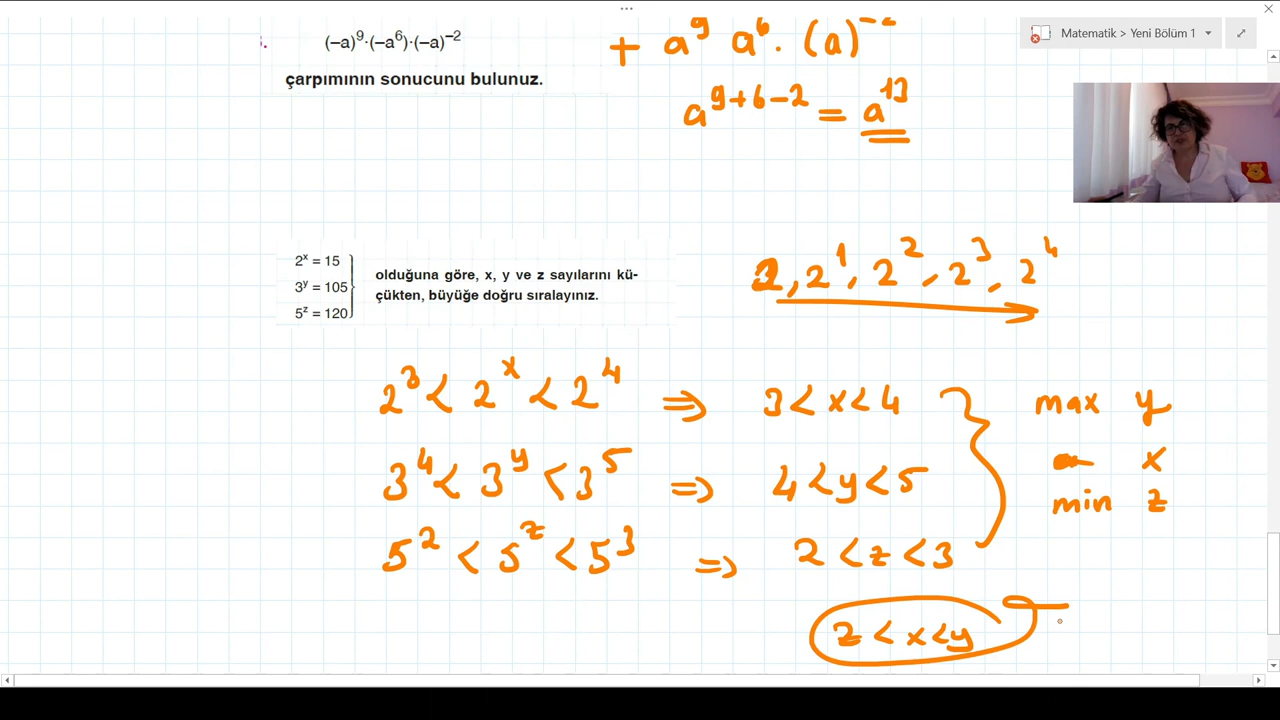 Matematik > Yeni Bölüm 1
(−a)⁹·(−a⁶)·(−a)⁻²
+ a⁹ a⁶ · (a)⁻²
çarpımının sonucunu bulunuz.
a⁹⁺⁶⁻² = a¹³
2ˣ = 15
3ʸ = 105
5ᶻ = 120
olduğuna göre, x, y ve z sayılarını kü-
çükten, büyüğe doğru sıralayınız.
2, 2¹, 2², 2³, 2⁴
2³ < 2ˣ < 2⁴ ⇒ 3 < x < 4
3⁴ < 3ʸ < 3⁵ ⇒ 4 < y < 5
5² < 5ᶻ < 5³ ⇒ 2 < z < 3
max y
x
min z
z < x < y